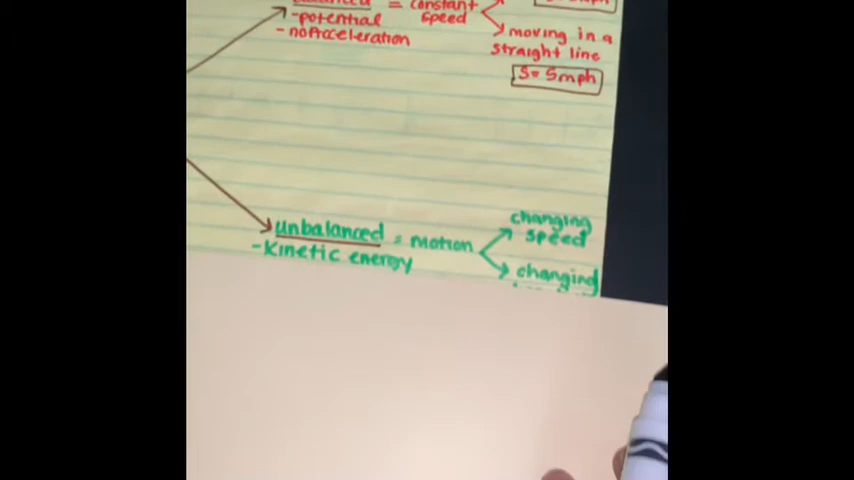 = constant
speed
-potential
- no Acceleration
moving in a
straight line
S= 5mph
unbalanced = motion
-Kinetic energy
changing
speed
changing